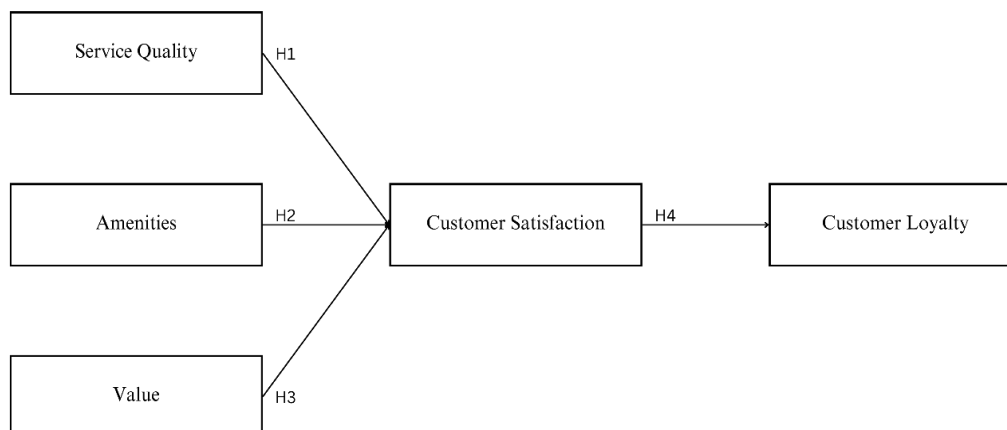 Service Quality
H1
Amenities
H2
Customer Satisfaction
H4
Customer Loyalty
Value
H3